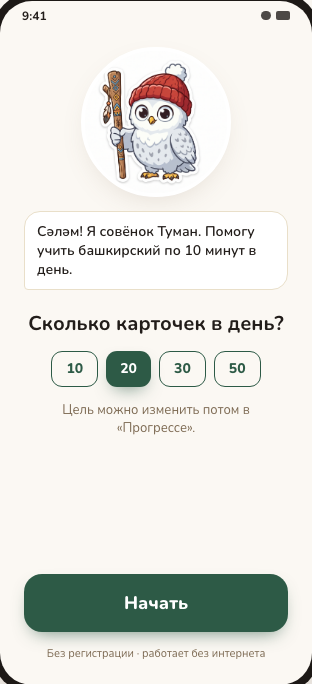 9:41
Сәләм! Я совёнок Туман. Помогу
учить башкирский по 10 минут в
день.
Сколько карточек в день?
10 20 30 50
Цель можно изменить потом в
«Прогрессе».
Начать
Без регистрации · работает без интернета